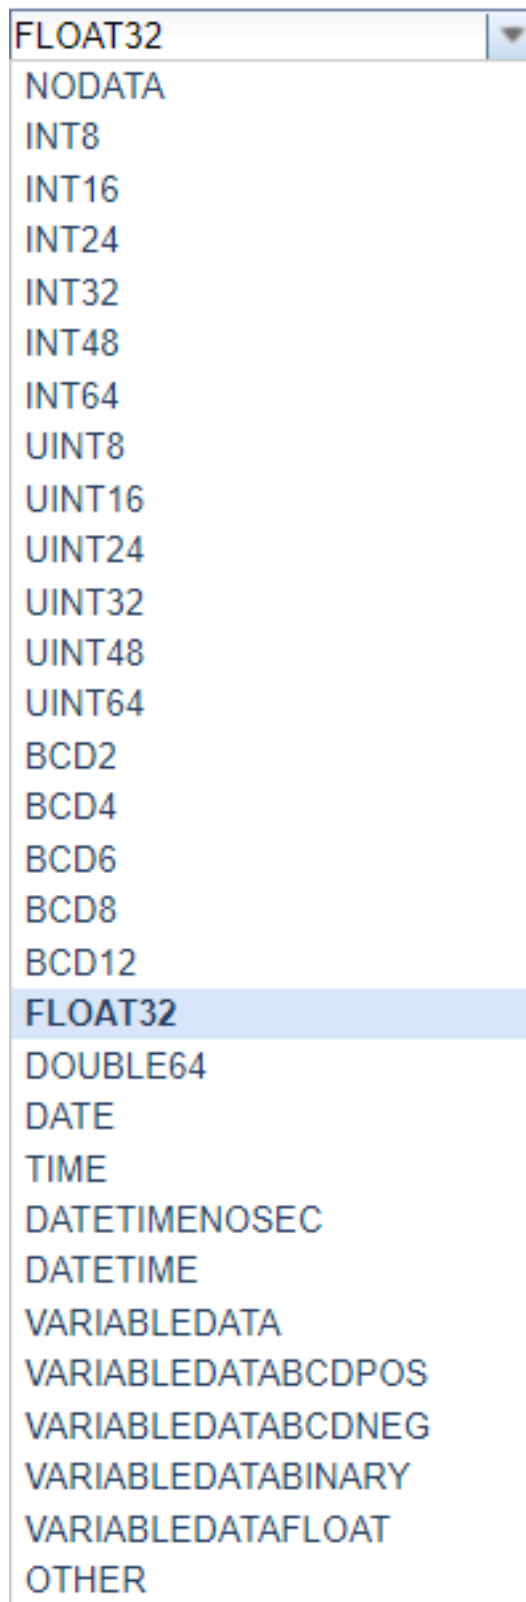 FLOAT32
NODATA
INT8
INT16
INT24
INT32
INT48
INT64
UINT8
UINT16
UINT24
UINT32
UINT48
UINT64
BCD2
BCD4
BCD6
BCD8
BCD12
FLOAT32
DOUBLE64
DATE
TIME
DATETIMENOSEC
DATETIME
VARIABLEDATA
VARIABLEDATABCDPOS
VARIABLEDATABCDNEG
VARIABLEDATABINARY
VARIABLEDATAFLOAT
OTHER